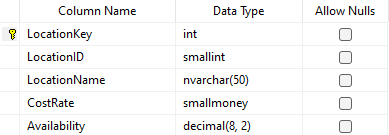 Column Name Data Type Allow Nulls
LocationKey int
LocationID smallint
LocationName nvarchar(50)
CostRate smallmoney
Availability decimal(8, 2)